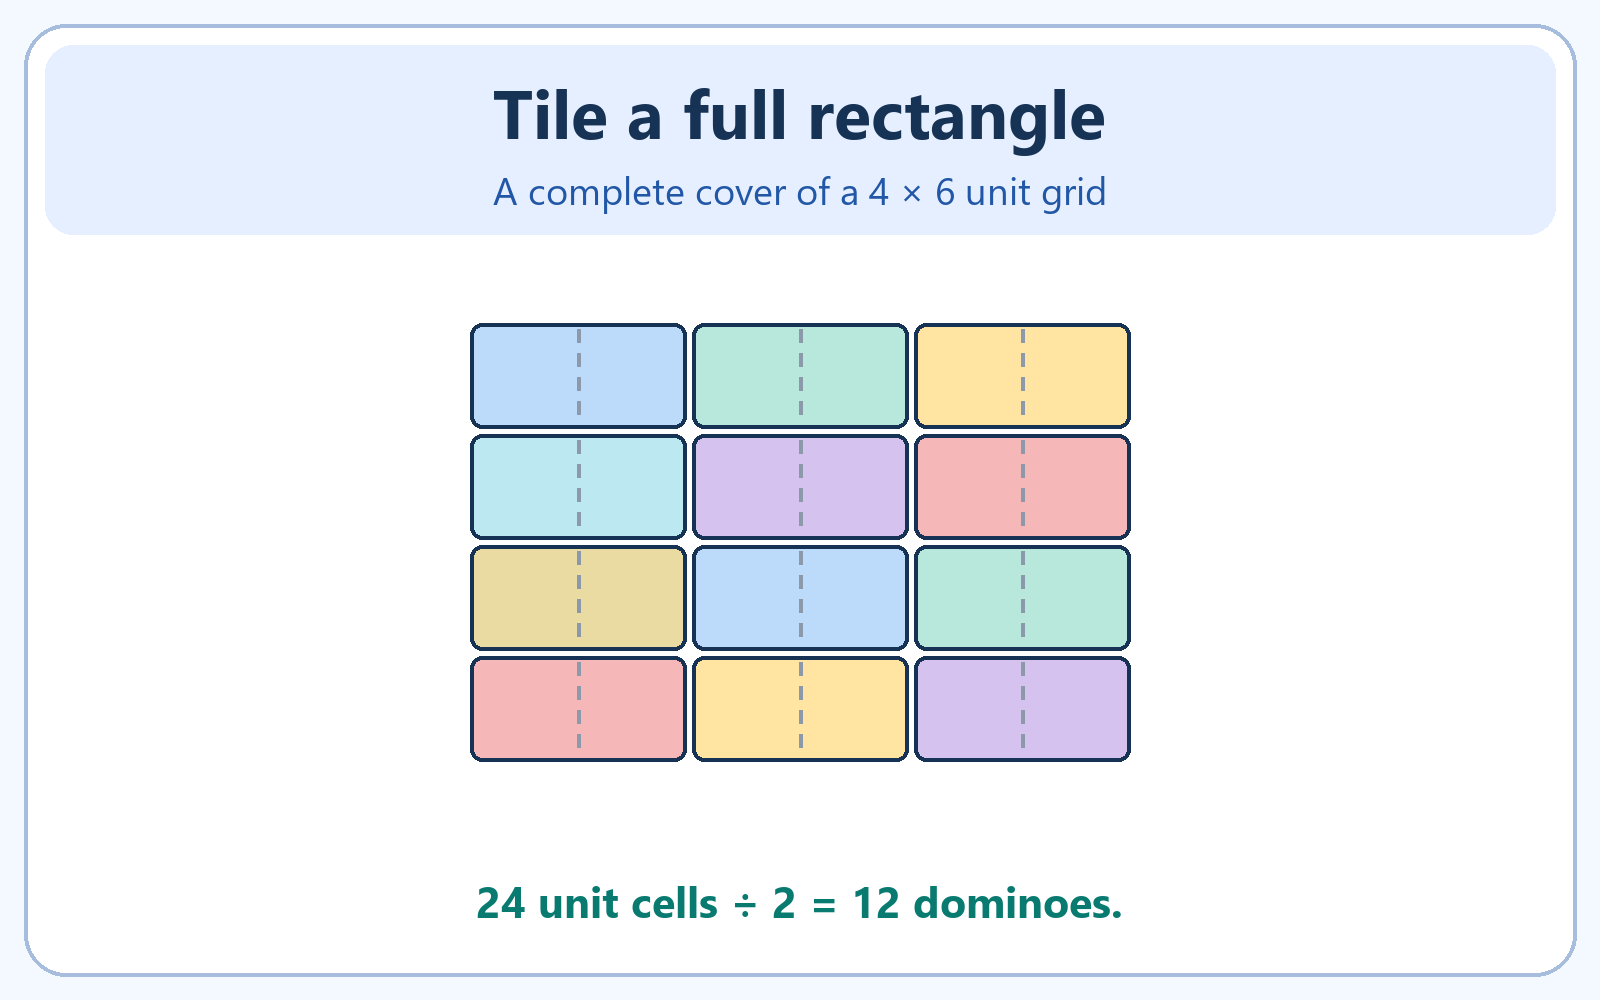 Tile a full rectangle
A complete cover of a 4 × 6 unit grid
24 unit cells ÷ 2 = 12 dominoes.